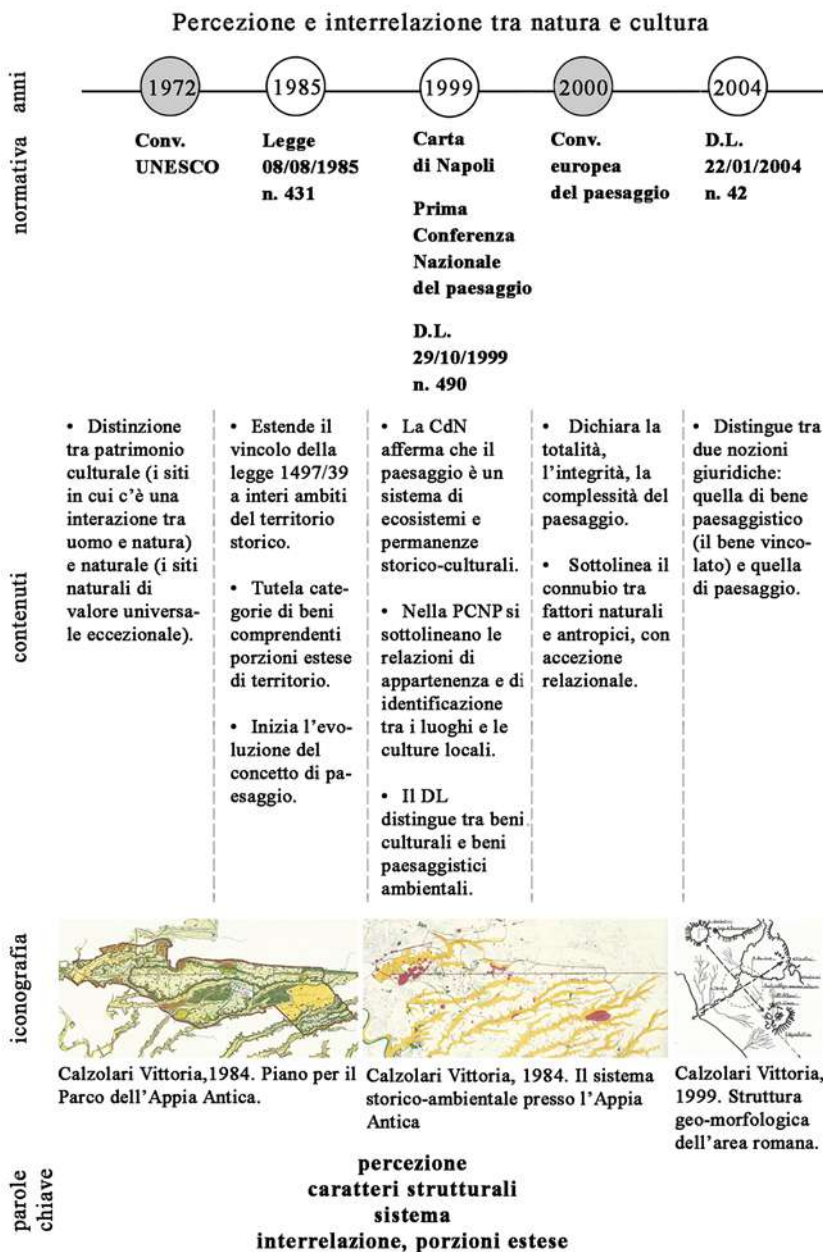 Percezione e interrelazione tra natura e cultura
anni
1972
1985
1999
2000
2004
normativa
Conv.
UNESCO
Legge
08/08/1985
n. 431
Carta
di Napoli
Prima
Conferenza
Nazionale
del paesaggio
D.L.
29/10/1999
n. 490
Conv.
europea
del paesaggio
D.L.
22/01/2004
n. 42
contenuti
• Distinzione
tra patrimonio
culturale (i siti
in cui c'è una
interazione tra
uomo e natura)
e naturale (i siti
naturali di
valore universa-
le eccezionale).
• Estende il
vincolo della
legge 1497/39
a interi ambiti
del territorio
storico.
• Tutela cate-
gorie di beni
comprendenti
porzioni estese
di territorio.
• Inizia l'evo-
luzione del
concetto di pa-
esaggio.
• La CdN
afferma che il
paesaggio è un
sistema di
ecosistemi e
permanenze
storico-culturali.
• Nella PCNP si
sottolineano le
relazioni di
appartenenza e di
identificazione
tra i luoghi e le
culture locali.
• Il DL
distingue tra beni
culturali e beni
paesaggistici
ambientali.
• Dichiara la
totalità,
l'integrità, la
complessità del
paesaggio.
• Sottolinea il
connubio tra
fattori naturali
e antropici, con
accezione
relazionale.
• Distingue tra
due nozioni
giuridiche:
quella di bene
paesaggistico
(il bene vinco-
lato) e quella
di paesaggio.
iconografia
Calzolari Vittoria,1984. Piano per il
Parco dell'Appia Antica.
Calzolari Vittoria, 1984. Il sistema
storico-ambientale presso l'Appia
Antica
Calzolari Vittoria,
1999. Struttura
geo-morfologica
dell'area romana.
parole
chiave
percezione
caratteri strutturali
sistema
interrelazione, porzioni estese